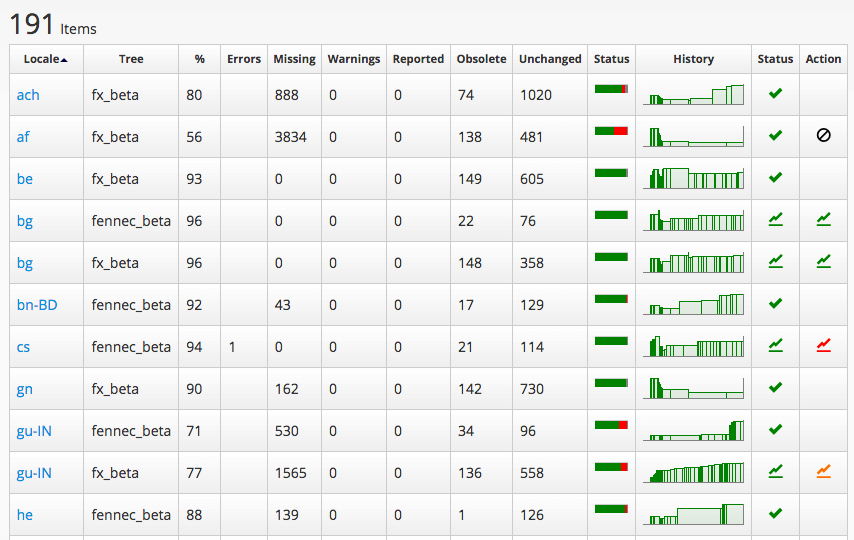 191 Items
Locale Tree % Errors Missing Warnings Reported Obsolete Unchanged Status History Status Action
ach fx_beta 80 888 0 0 74 1020
af fx_beta 56 3834 0 0 138 481
be fx_beta 93 0 0 0 149 605
bg fennec_beta 96 0 0 0 22 76
bg fx_beta 96 0 0 0 148 358
bn-BD fennec_beta 92 43 0 0 17 129
cs fennec_beta 94 1 0 0 0 21 114
gn fx_beta 90 162 0 0 142 730
gu-IN fennec_beta 71 530 0 0 34 96
gu-IN fx_beta 77 1565 0 0 136 558
he fennec_beta 88 139 0 0 1 126